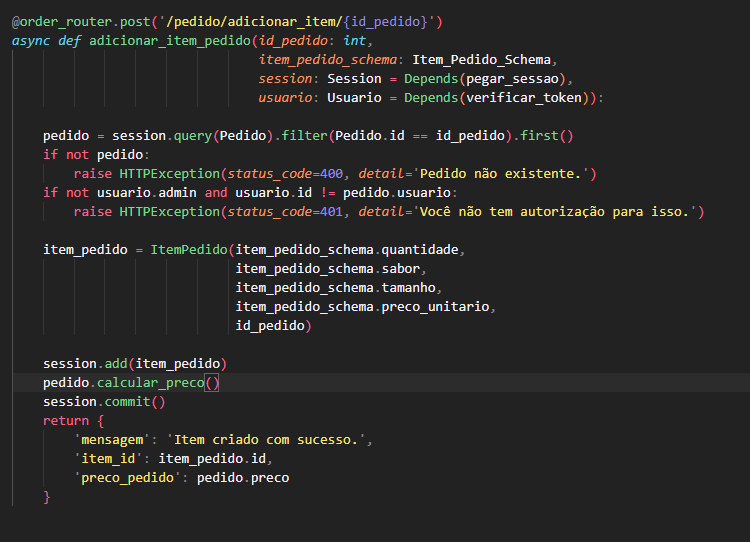 @order_router.post('/pedido/adicionar_item/{id_pedido}')
async def adicionar_item_pedido(id_pedido: int,
item_pedido_schema: Item_Pedido_Schema,
session: Session = Depends(pegar_sessao),
usuario: Usuario = Depends(verificar_token)):
pedido = session.query(Pedido).filter(Pedido.id == id_pedido).first()
if not pedido:
raise HTTPException(status_code=400, detail='Pedido não existente.')
if not usuario.admin and usuario.id != pedido.usuario:
raise HTTPException(status_code=401, detail='Você não tem autorização para isso.')
item_pedido = ItemPedido(item_pedido_schema.quantidade,
item_pedido_schema.sabor,
item_pedido_schema.tamanho,
item_pedido_schema.preco_unitario,
id_pedido)
session.add(item_pedido)
pedido.calcular_preco()
session.commit()
return {
'mensagem': 'Item criado com sucesso.',
'item_id': item_pedido.id,
'preco_pedido': pedido.preco
}